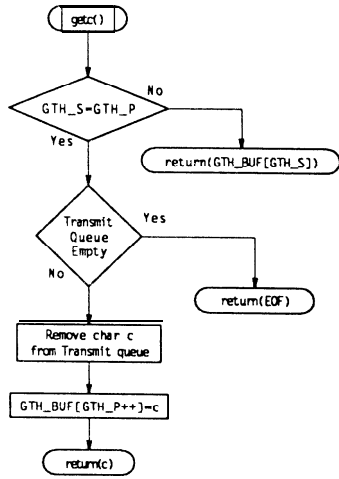 getc()
No
GTH_S=GTH_P
Yes
return(GTH_BUF[GTH_S])
Transmit
Queue
Empty
Yes
No
return(EOF)
Remove char c
from Transmit queue
GTH_BUF[GTH_P++]=c
return(c)